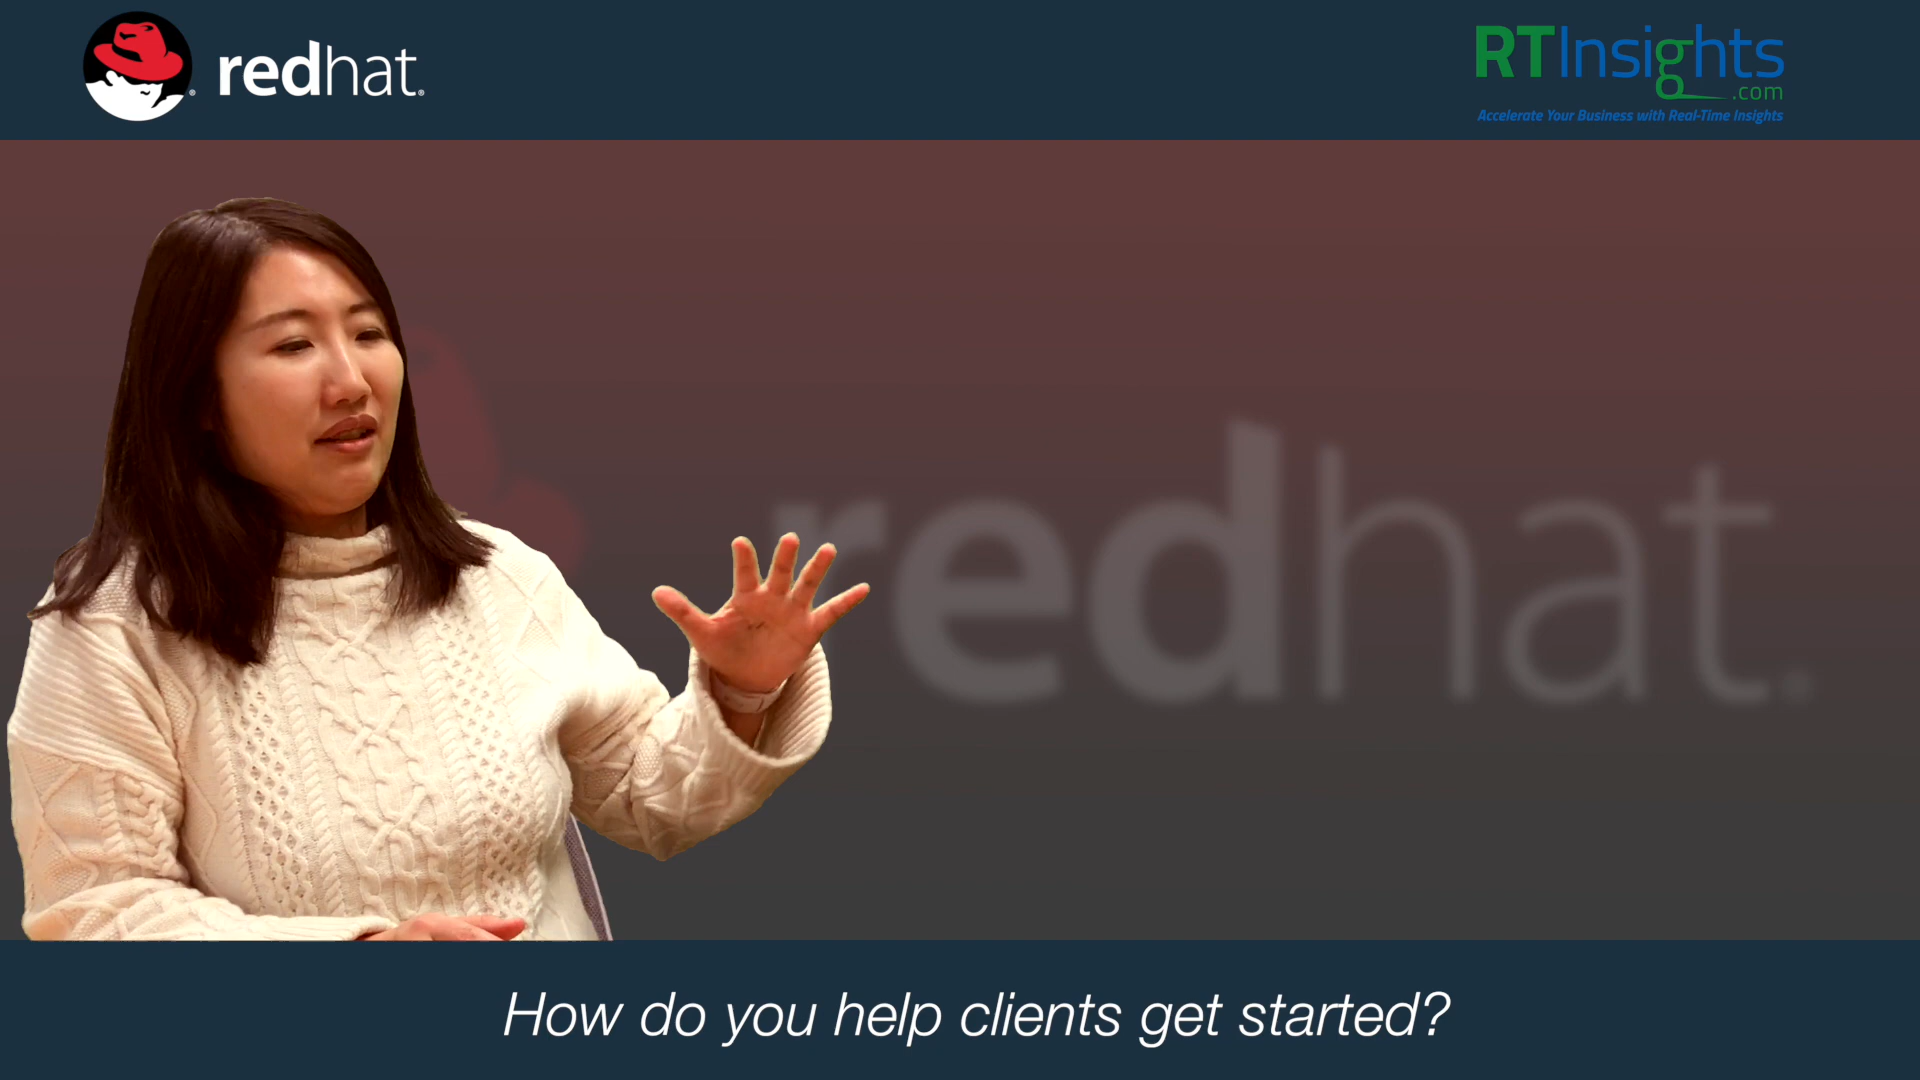 redhat.
RTInsights
.com
Accelerate Your Business with Real-Time Insights
redhat.
How do you help clients get started?